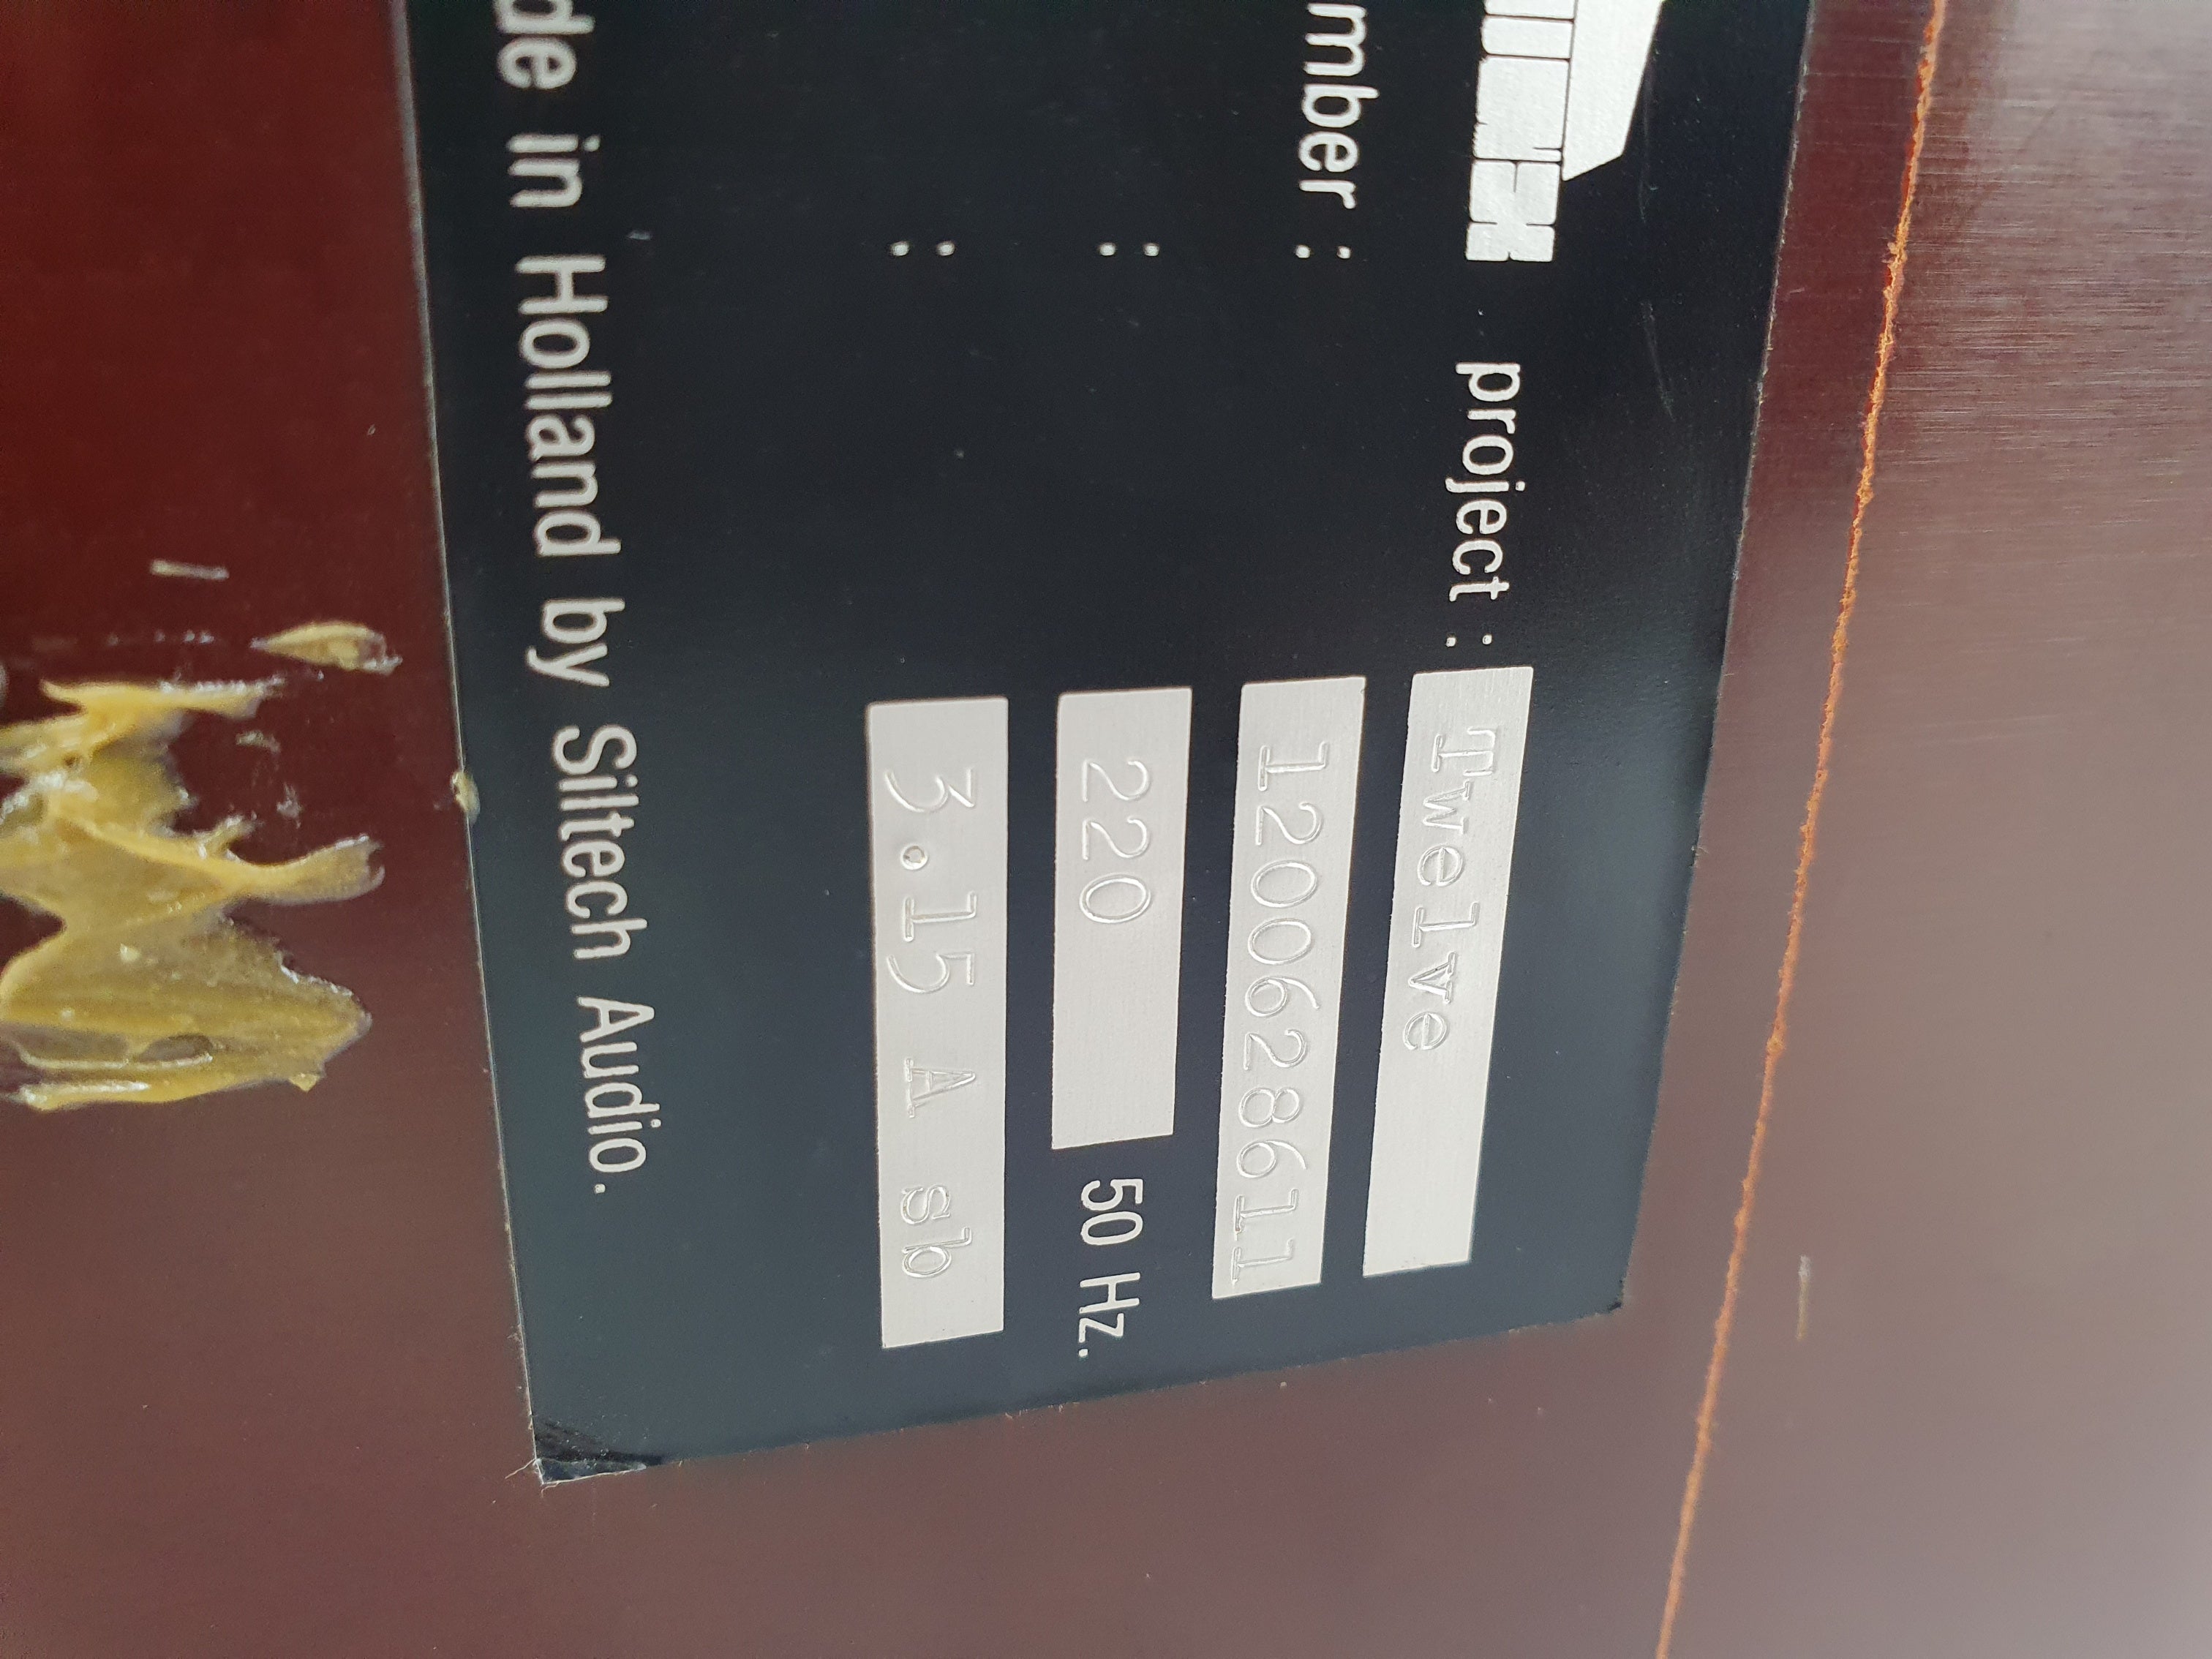 project : Twelve
mber : 1200628611
: 220 50 Hz.
: 3.15 A sb
de in Holland by Siltech Audio.